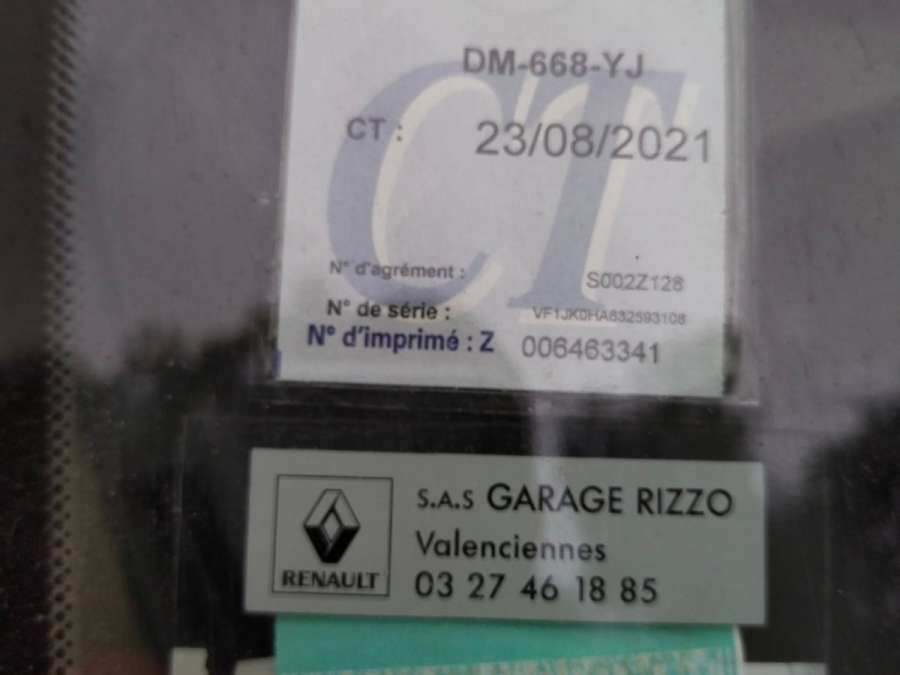 DM-668-YJ
CT : 23/08/2021
CT
N° d'agrément : S002Z128
N° de série : VF1JK0HA632593108
N° d'imprimé : Z 006463341
S.A.S GARAGE RIZZO
Valenciennes
RENAULT
03 27 46 18 85